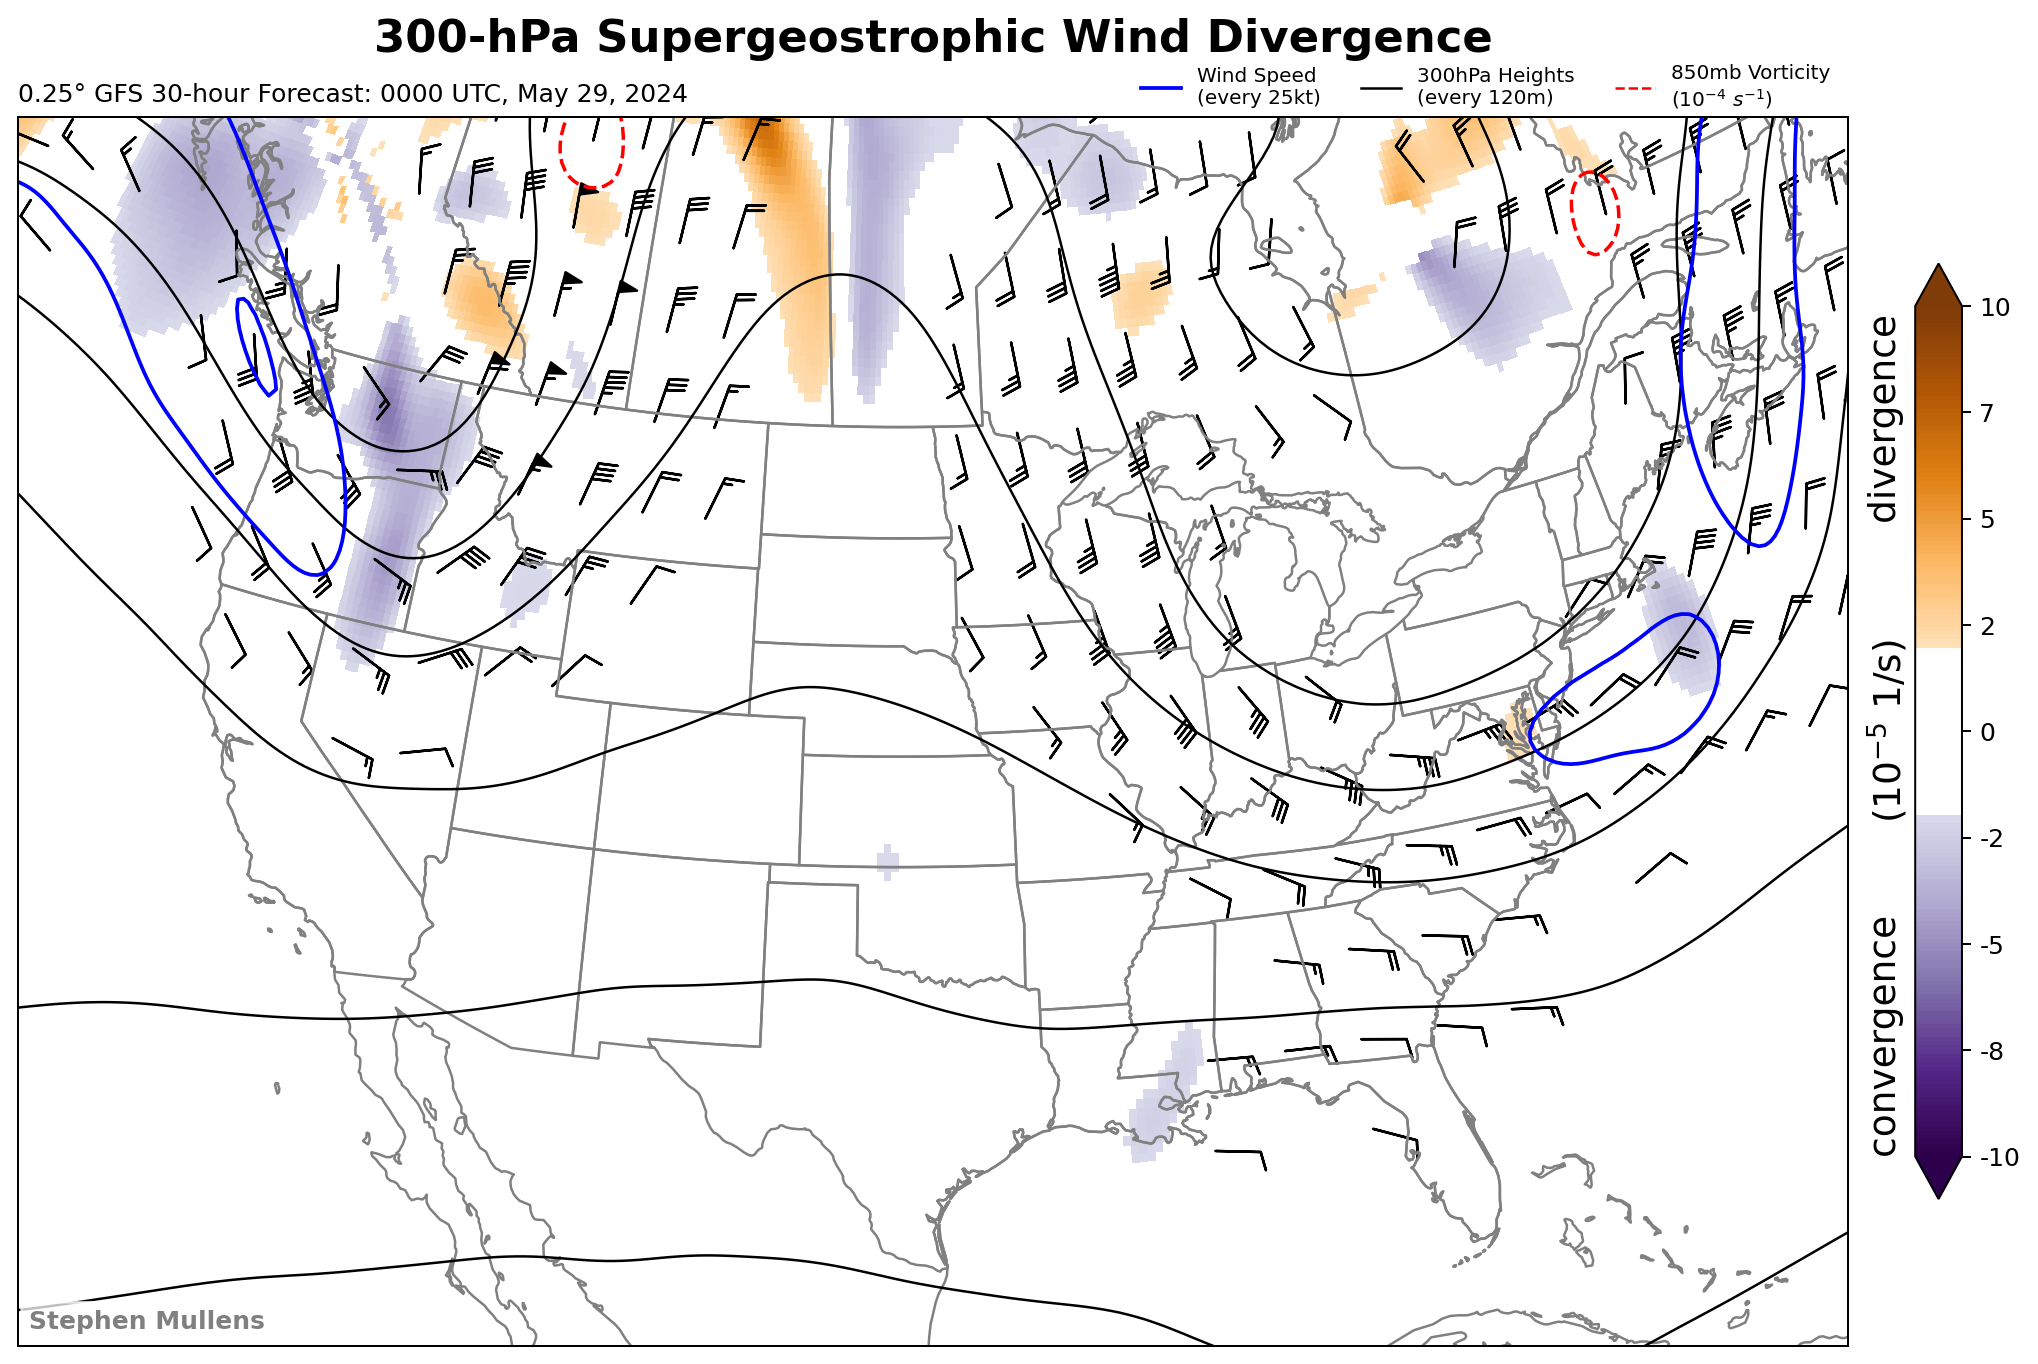 300-hPa Supergeostrophic Wind Divergence
0.25° GFS 30-hour Forecast: 0000 UTC, May 29, 2024
Wind Speed
(every 25kt)
300hPa Heights
(every 120m)
850mb Vorticity
(10⁻⁴ s⁻¹)
10
7
5
2
0
-2
-5
-8
-10
convergence (10⁻⁵ 1/s) divergence
Stephen Mullens